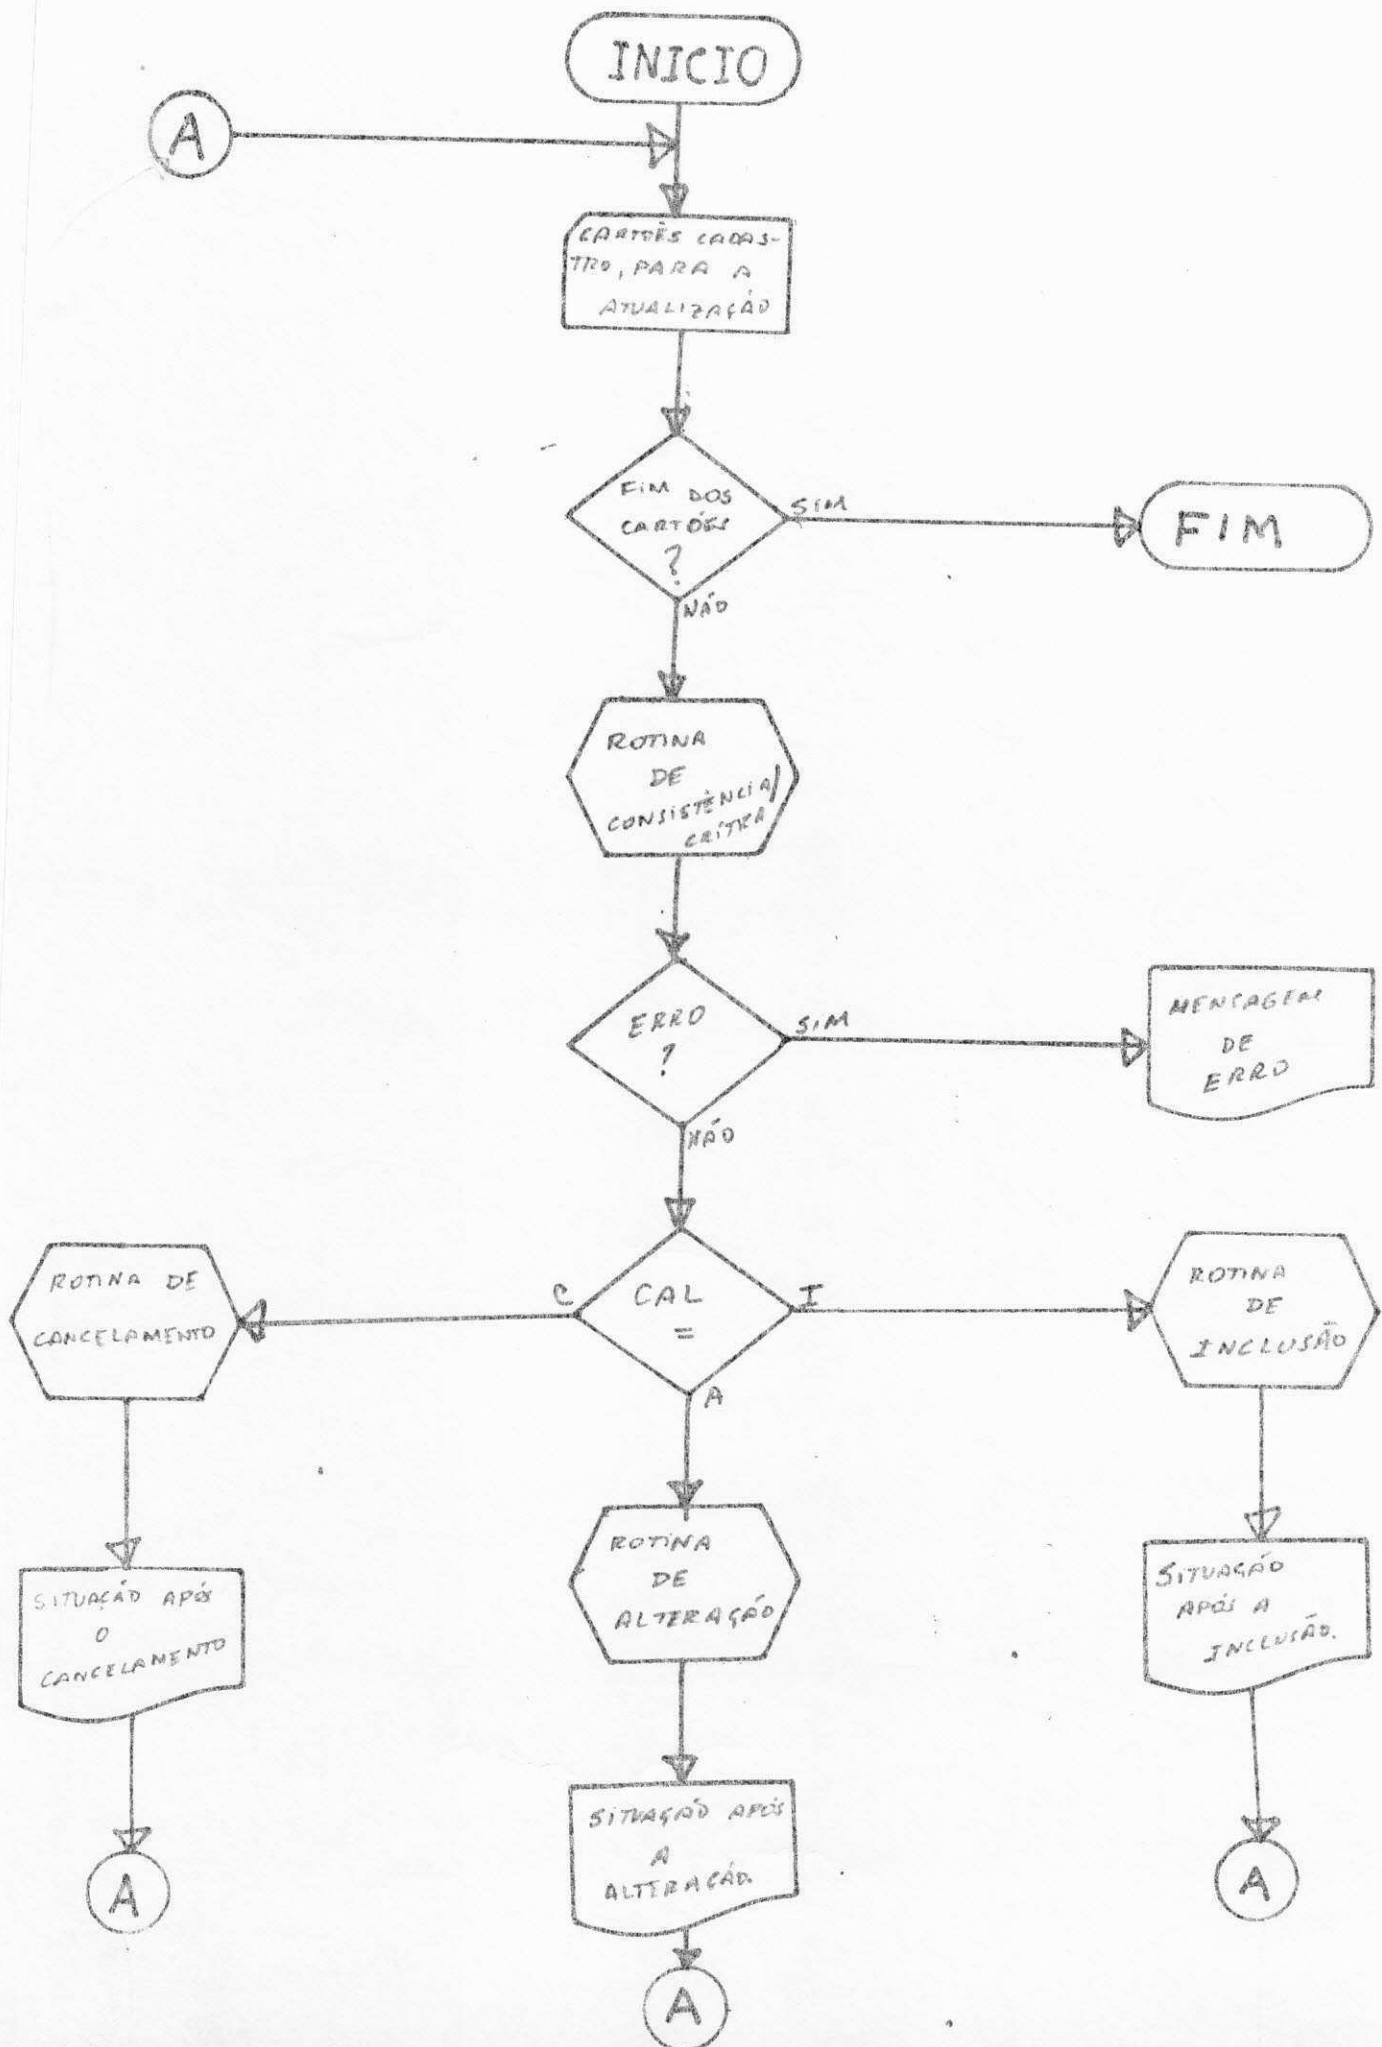 INICIO
A
CARTÕES CADAS-
TRO, PARA A
ATUALIZAÇÃO
FIM DOS
CARTÕES
?
SIM
FIM
NÃO
ROTINA
DE
CONSISTÊNCIA/
CRÍTICA
ERRO
?
SIM
MENSAGEM
DE
ERRO
NÃO
ROTINA DE
CANCELAMENTO
C
CAL
=
I
A
ROTINA
DE
INCLUSÃO
SITUAÇÃO APÓS
O
CANCELAMENTO
ROTINA
DE
ALTERAÇÃO
SITUAÇÃO
APÓS A
INCLUSÃO.
SITUAÇÃO APÓS
A
ALTERAÇÃO.
A
A
A